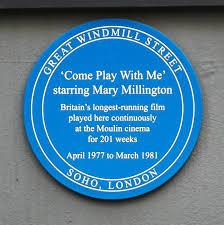 GREAT WINDMILL STREET
'Come Play With Me'
starring Mary Millington
Britain's longest-running film
played here continuously
at the Moulin cinema
for 201 weeks
April 1977 to March 1981
SOHO, LONDON